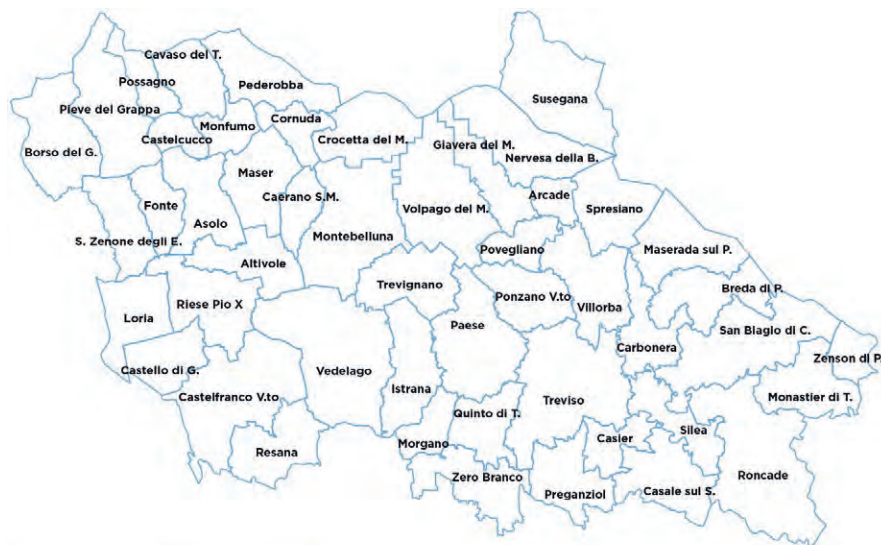 Cavaso del T.
Possagno
Pederobba
Susegana
Pieve del Grappa
Monfumo
Cornuda
Castelcucco
Crocetta del M.
Giavera del M.
Borso del G.
Nervesa della B.
Maser
Fonte
Caerano S.M.
Arcade
Asolo
Volpago del M.
Spresiano
Montebelluna
S. Zenone degli E.
Povegliano
Maserada sul P.
Altivole
Trevignano
Breda di P.
Riese Pio X
Ponzano V.to
Villorba
Loria
Paese
San Biagio di C.
Carbonera
Zenson di P.
Castello di G.
Vedelago
Istrana
Castelfranco V.to
Monastier di T.
Treviso
Quinto di T.
Silea
Casier
Morgano
Resana
Zero Branco
Roncade
Preganziol
Casale sul S.